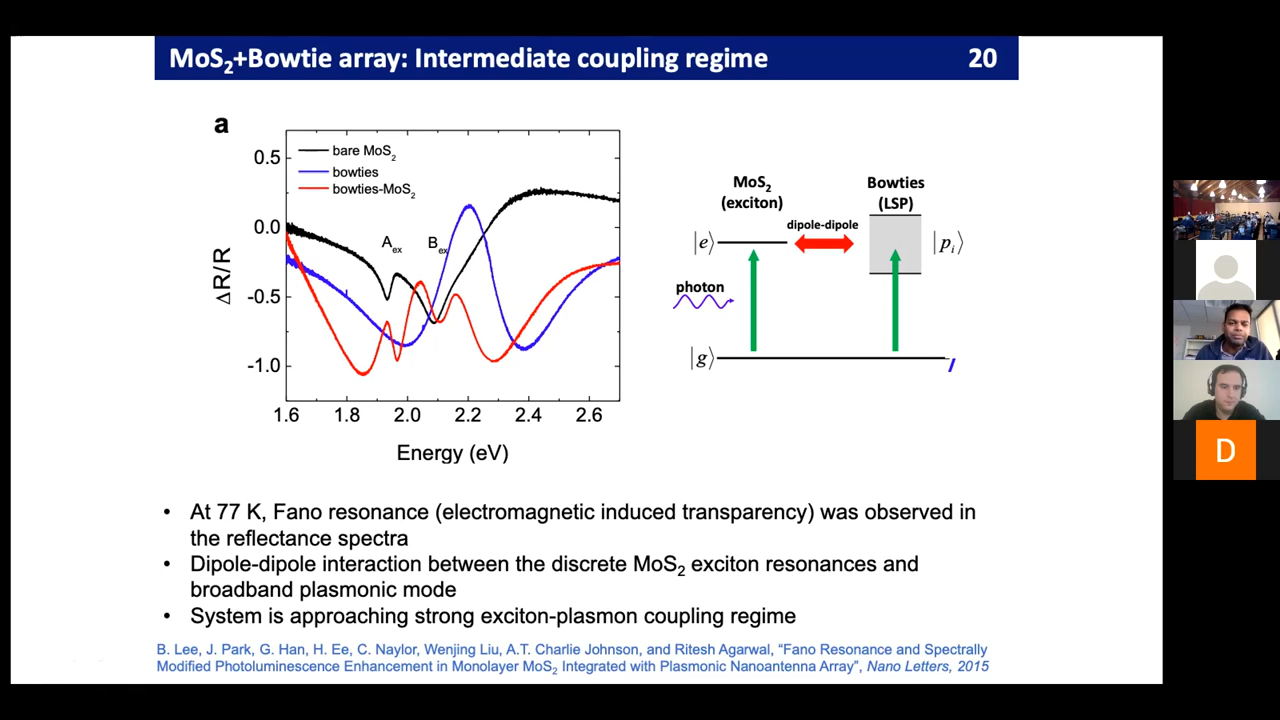 MoS₂+Bowtie array: Intermediate coupling regime 20
a
bare MoS₂
bowties
bowties-MoS₂
0.5
0.0
-0.5
-1.0
ΔR/R
A_ex
B_ex
1.6 1.8 2.0 2.2 2.4 2.6
Energy (eV)
MoS₂
(exciton)
Bowties
(LSP)
dipole-dipole
|e⟩
|p_i⟩
photon
|g⟩
• At 77 K, Fano resonance (electromagnetic induced transparency) was observed in
the reflectance spectra
• Dipole-dipole interaction between the discrete MoS₂ exciton resonances and
broadband plasmonic mode
• System is approaching strong exciton-plasmon coupling regime
B. Lee, J. Park, G. Han, H. Ee, C. Naylor, Wenjing Liu, A.T. Charlie Johnson, and Ritesh Agarwal, “Fano Resonance and Spectrally
Modified Photoluminescence Enhancement in Monolayer MoS₂ Integrated with Plasmonic Nanoantenna Array”, Nano Letters, 2015
D